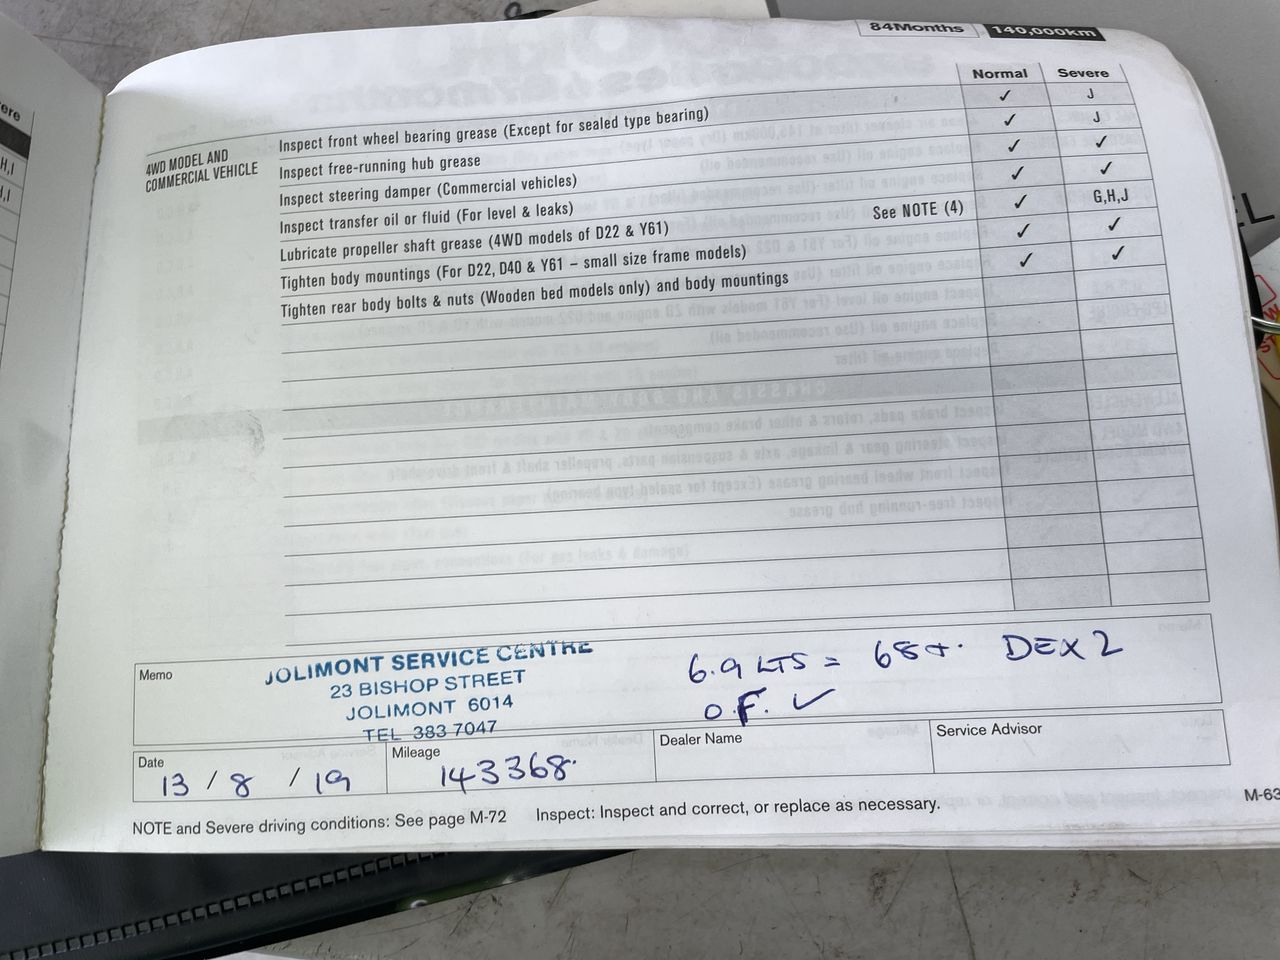 84Months 140,000km
Normal Severe
4WD MODEL AND
COMMERCIAL VEHICLE
Inspect front wheel bearing grease (Except for sealed type bearing) ✓ J
Inspect free-running hub grease ✓ J
Inspect steering damper (Commercial vehicles) ✓ ✓
Inspect transfer oil or fluid (For level & leaks) ✓ ✓
Lubricate propeller shaft grease (4WD models of D22 & Y61) See NOTE (4) ✓ G,H,J
Tighten body mountings (For D22, D40 & Y61 – small size frame models) ✓ ✓
Tighten rear body bolts & nuts (Wooden bed models only) and body mountings ✓ ✓
Memo
JOLIMONT SERVICE CENTRE
23 BISHOP STREET
JOLIMONT 6014
TEL 383 7047
6.9 LTS = 68+. DEX 2
O.F. ✓
Date
13 / 8 / 19
Mileage
143368.
Dealer Name
Service Advisor
NOTE and Severe driving conditions: See page M-72 Inspect: Inspect and correct, or replace as necessary.
M-63